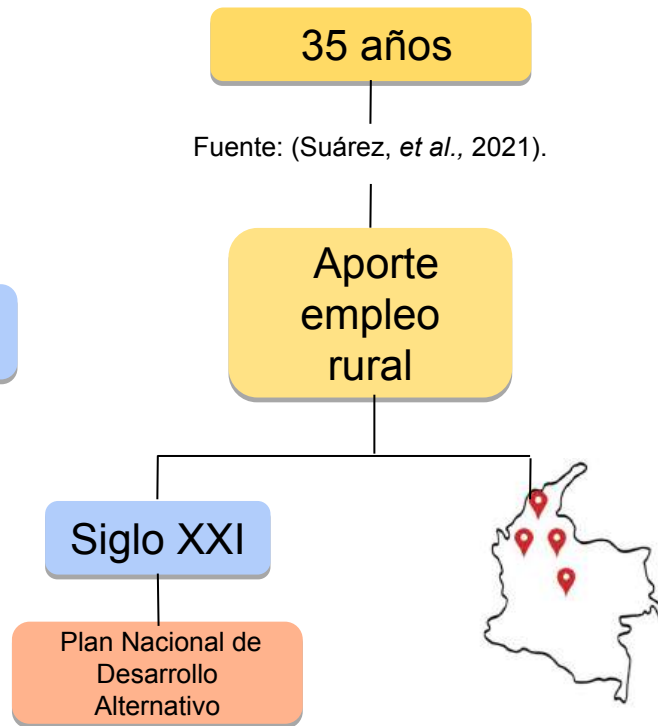 35 años
Fuente: (Suárez, et al., 2021).
Aporte
empleo
rural
Siglo XXI
Plan Nacional de
Desarrollo
Alternativo